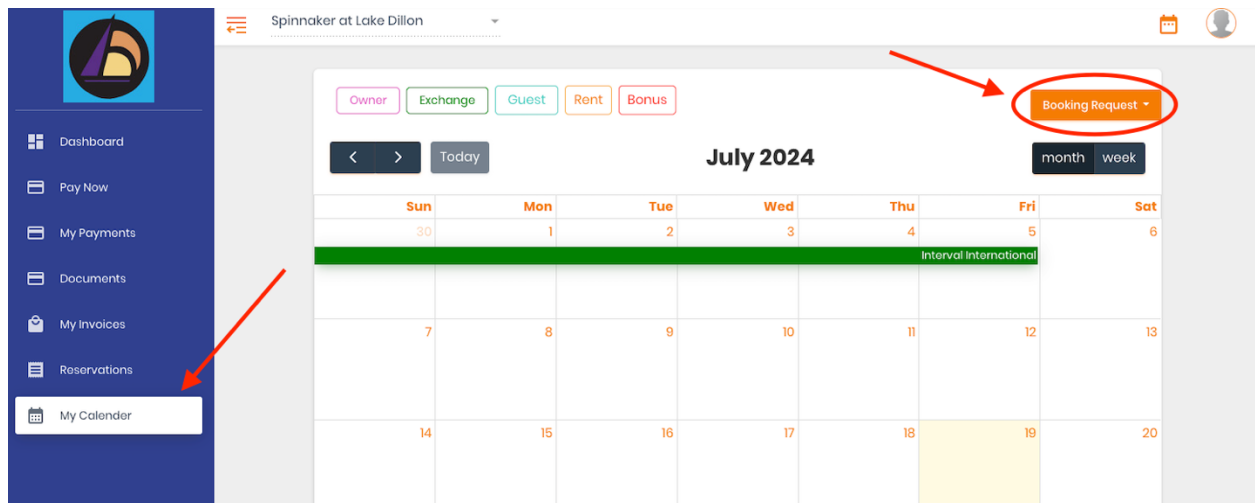 Spinnaker at Lake Dillon
Dashboard
Pay Now
My Payments
Documents
My Invoices
Reservations
My Calender
Owner Exchange Guest Rent Bonus
Booking Request
Today
July 2024
month week
Sun Mon Tue Wed Thu Fri Sat
30 1 2 3 4 5 6
Interval International
7 8 9 10 11 12 13
14 15 16 17 18 19 20